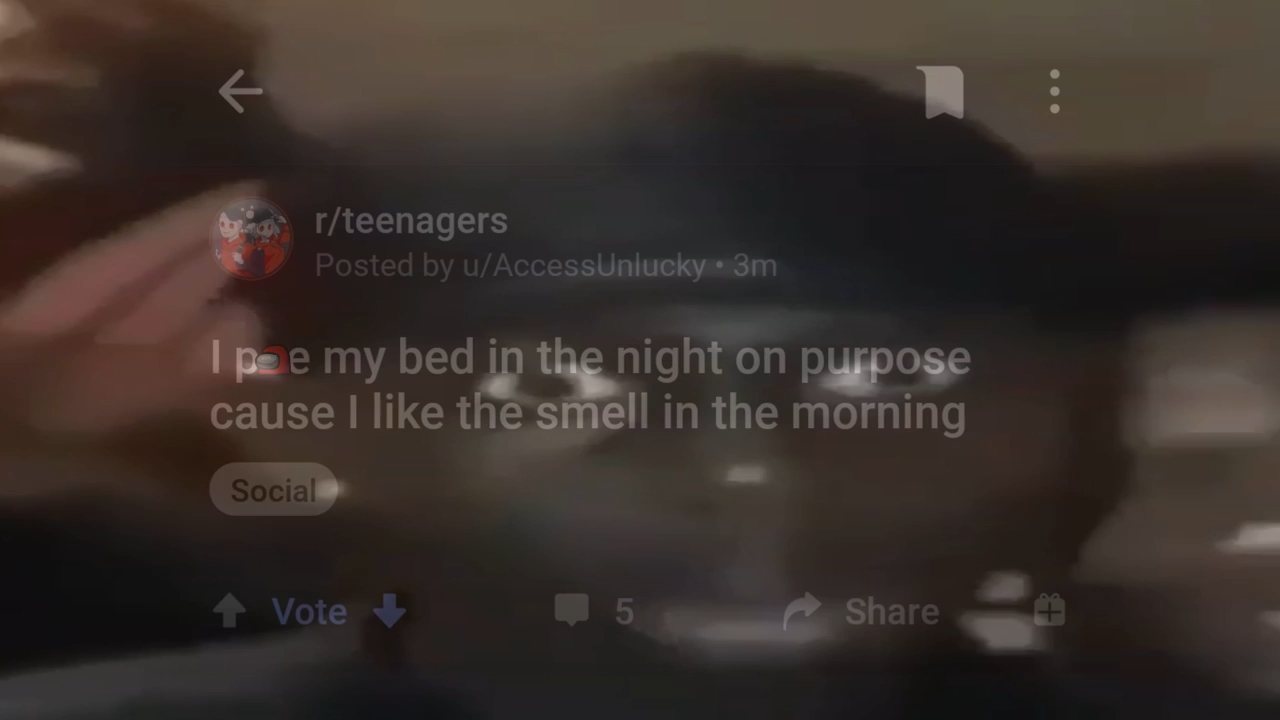 r/teenagers
Posted by u/AccessUnlucky • 3m
I p e my bed in the night on purpose
cause I like the smell in the morning
Social
Vote
5
Share